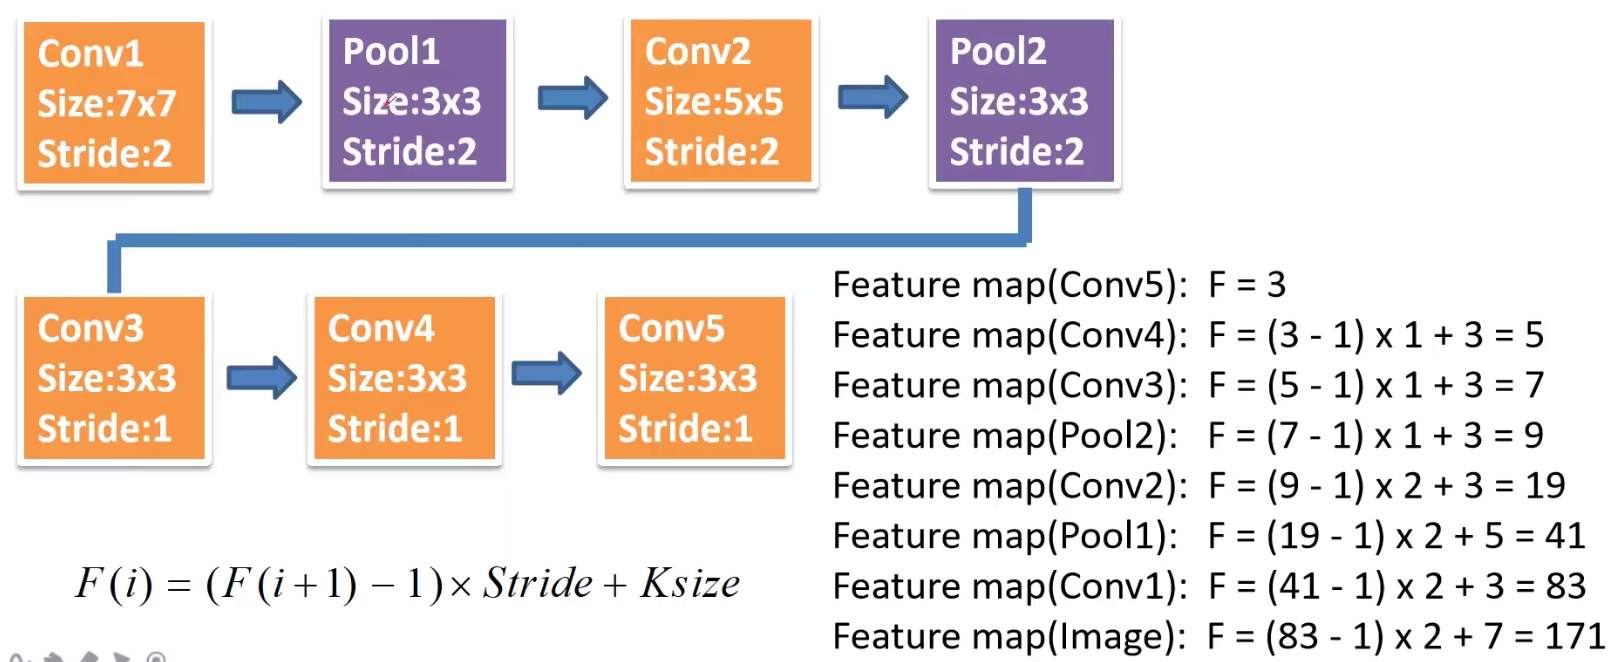 Conv1
Size:7x7
Stride:2
Pool1
Size:3x3
Stride:2
Conv2
Size:5x5
Stride:2
Pool2
Size:3x3
Stride:2
Conv3
Size:3x3
Stride:1
Conv4
Size:3x3
Stride:1
Conv5
Size:3x3
Stride:1
Feature map(Conv5): F = 3
Feature map(Conv4): F = (3 - 1) x 1 + 3 = 5
Feature map(Conv3): F = (5 - 1) x 1 + 3 = 7
Feature map(Pool2): F = (7 - 1) x 1 + 3 = 9
Feature map(Conv2): F = (9 - 1) x 2 + 3 = 19
Feature map(Pool1): F = (19 - 1) x 2 + 5 = 41
Feature map(Conv1): F = (41 - 1) x 2 + 3 = 83
Feature map(Image): F = (83 - 1) x 2 + 7 = 171
F(i) = (F(i+1) − 1) × Stride + Ksize